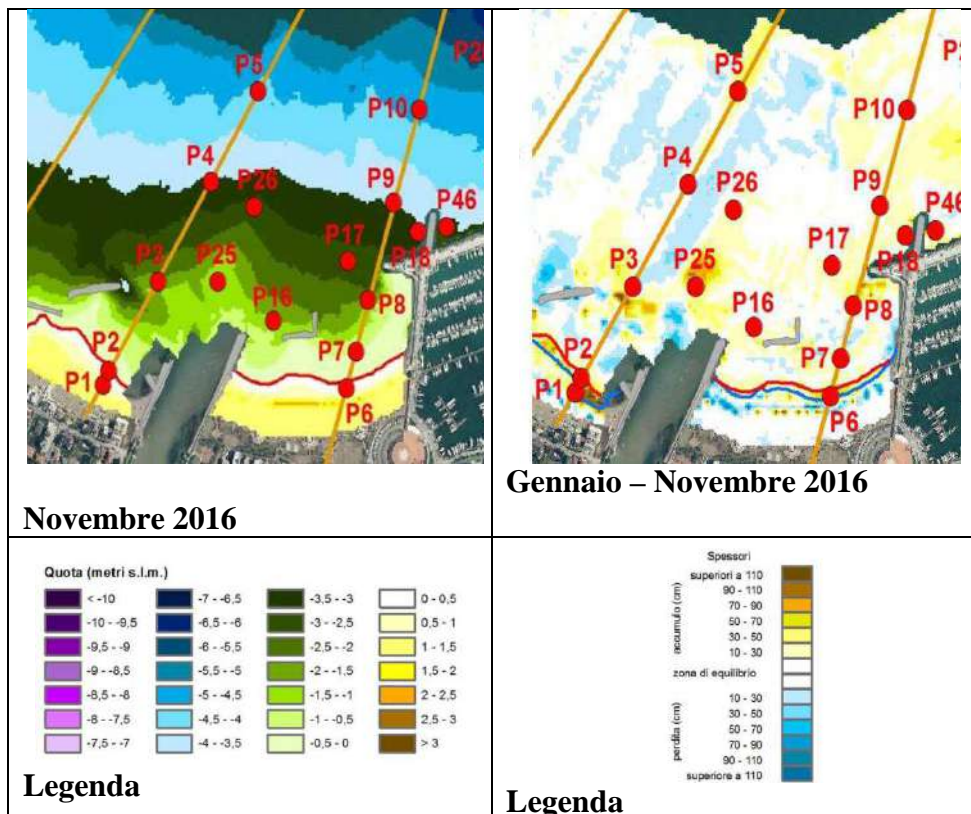 P5
P10
P4
P26
P9
P46
P17
P18
P3
P25
P16
P8
P2
P7
P1
P6
Novembre 2016
P5
P10
P4
P26
P9
P46
P17
P18
P3
P25
P16
P8
P2
P7
P1
P6
Gennaio – Novembre 2016
Quota (metri s.l.m.)
< -10
-10 - -9,5
-9,5 - -9
-9 - -8,5
-8,5 - -8
-8 - -7,5
-7,5 - -7
-7 - -6,5
-6,5 - -6
-6 - -5,5
-5,5 - -5
-5 - -4,5
-4,5 - -4
-4 - -3,5
-3,5 - -3
-3 - -2,5
-2,5 - -2
-2 - -1,5
-1,5 - -1
-1 - -0,5
-0,5 - 0
0 - 0,5
0,5 - 1
1 - 1,5
1,5 - 2
2 - 2,5
2,5 - 3
> 3
Legenda
Spessori
accumulo (cm)
superiori a 110
90 - 110
70 - 90
50 - 70
30 - 50
10 - 30
zona di equilibrio
perdita (cm)
10 - 30
30 - 50
50 - 70
70 - 90
90 - 110
superiore a 110
Legenda